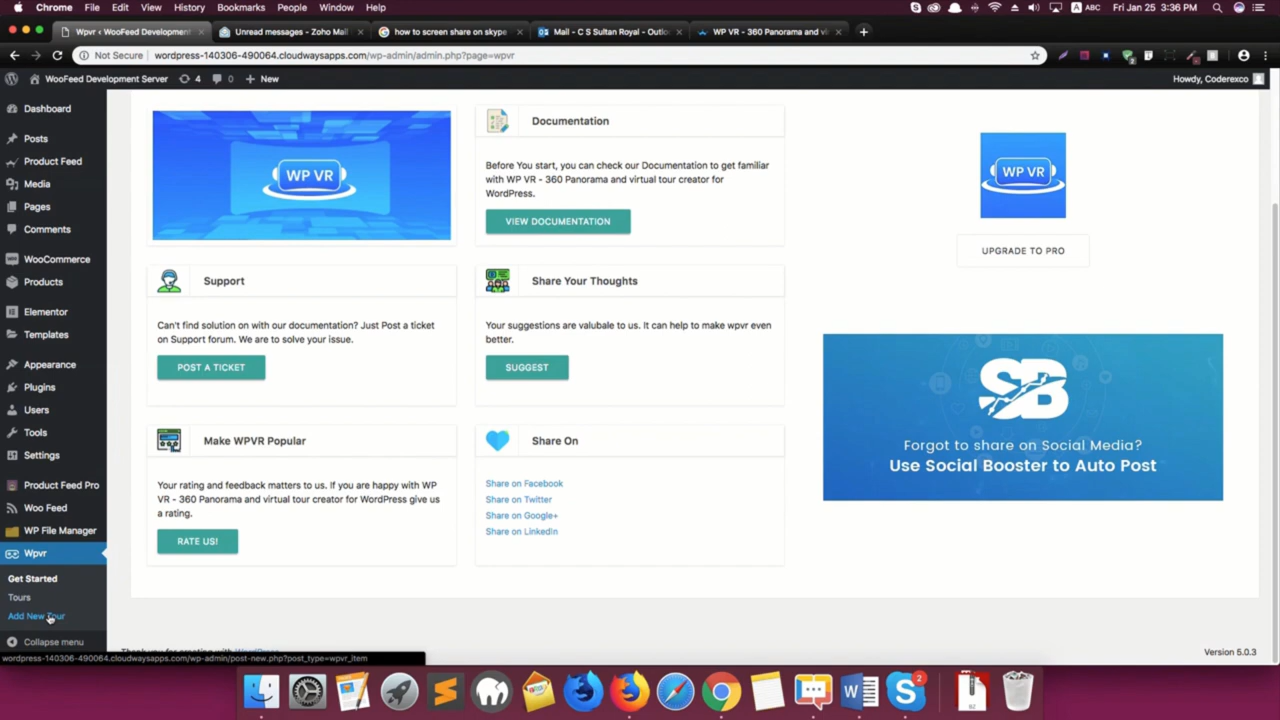 Chrome File Edit View History Bookmarks People Window Help ABC Fri Jan 25 3:36 PM
Wpvr ‹ WooFeed Development Unread messages - Zoho Mail how to screen share on skype Mail - C S Sultan Royal - Outlo WP VR - 360 Panorama and vi
Not Secure wordpress-140306-490064.cloudwaysapps.com/wp-admin/admin.php?page=wpvr
WooFeed Development Server 4 0 New Howdy, Coderexco
Dashboard
Posts
Product Feed
Media
Pages
Comments
WooCommerce
Products
Elementor
Templates
Appearance
Plugins
Users
Tools
Settings
Product Feed Pro
Woo Feed
WP File Manager
Wpvr
Get Started
Tours
Add New Tour
Collapse menu
WP VR
Documentation
Before You start, you can check our Documentation to get familiar
with WP VR - 360 Panorama and virtual tour creator for
WordPress.
VIEW DOCUMENTATION
Support
Can't find solution on with our documentation? Just Post a ticket
on Support forum. We are to solve your issue.
POST A TICKET
Share Your Thoughts
Your suggestions are valubale to us. It can help to make wpvr even
better.
SUGGEST
Make WPVR Popular
Your rating and feedback matters to us. If you are happy with WP
VR - 360 Panorama and virtual tour creator for WordPress give us
a rating.
RATE US!
Share On
Share on Facebook
Share on Twitter
Share on Google+
Share on LinkedIn
WP VR
UPGRADE TO PRO
SB
Forgot to share on Social Media?
Use Social Booster to Auto Post
Version 5.0.3
wordpress-140306-490064.cloudwaysapps.com/wp-admin/post-new.php?post_type=wpvr_item
2